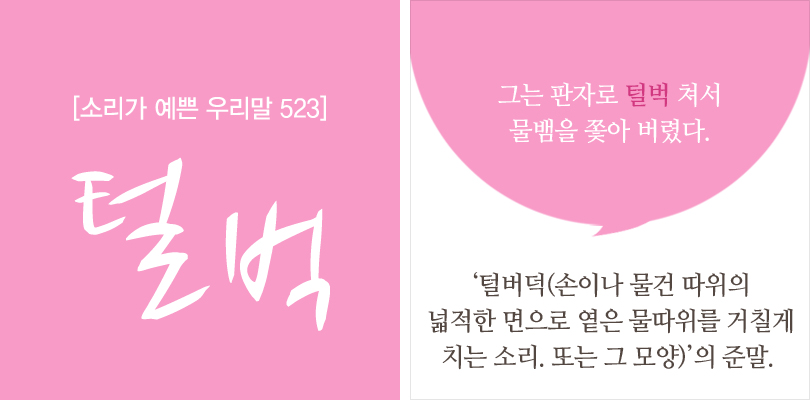 [소리가 예쁜 우리말 523]
털벅
그는 판자로 털벅 쳐서
물뱀을 쫓아 버렸다.
‘털버덕(손이나 물건 따위의
넓적한 면으로 옅은 물따위를 거칠게
치는 소리. 또는 그 모양)’의 준말.